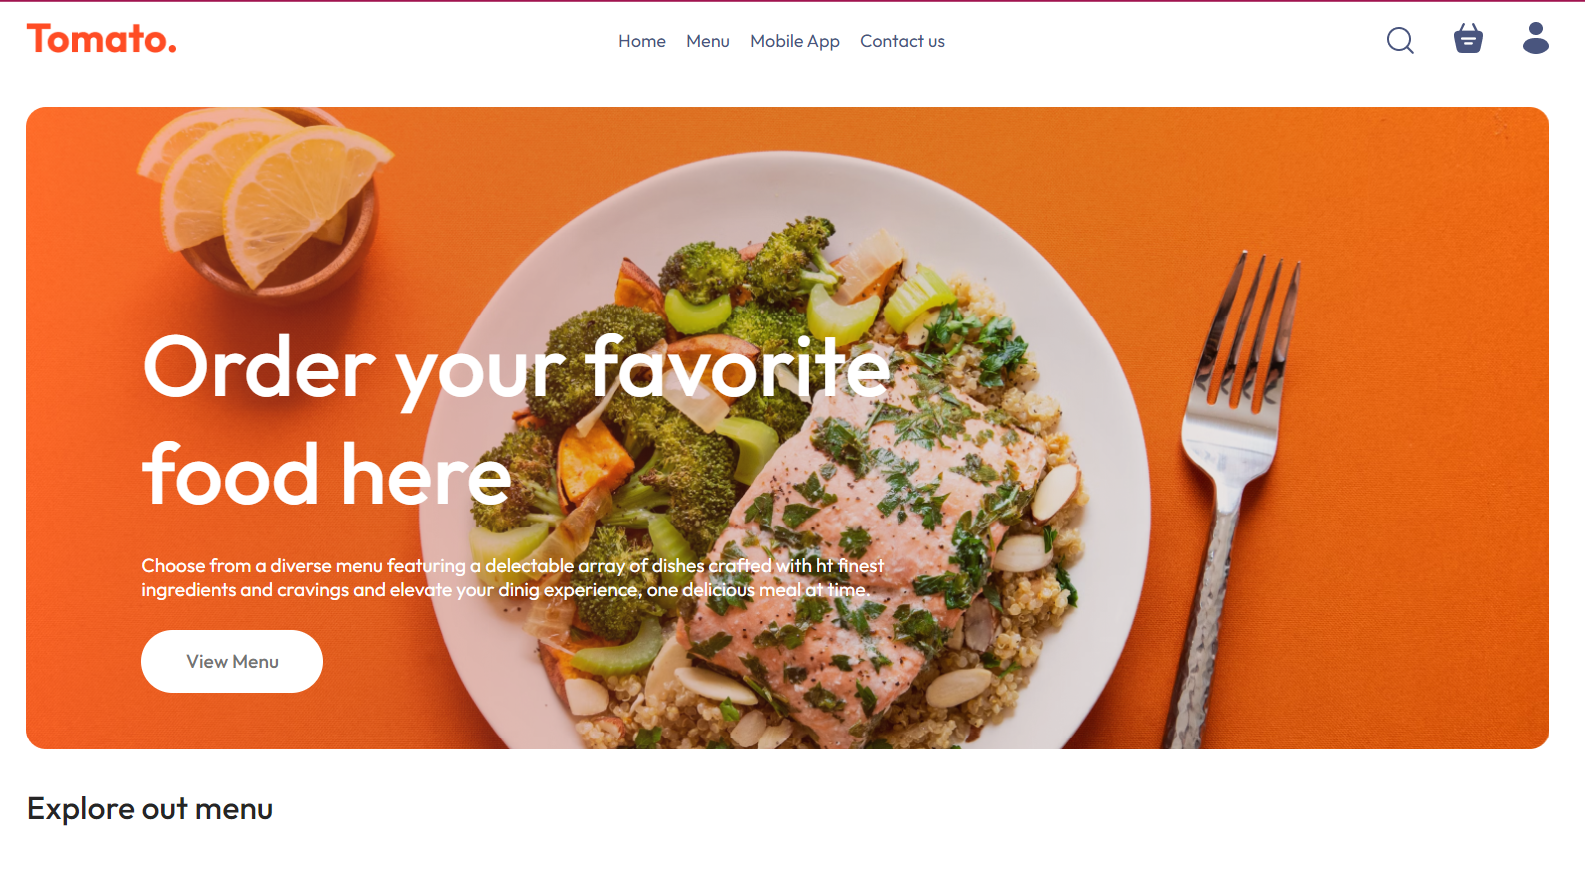 Tomato.
Home Menu Mobile App Contact us
Order your favorite
food here
Choose from a diverse menu featuring a delectable array of dishes crafted with ht finest
ingredients and cravings and elevate your dinig experience, one delicious meal at time.
View Menu
Explore out menu